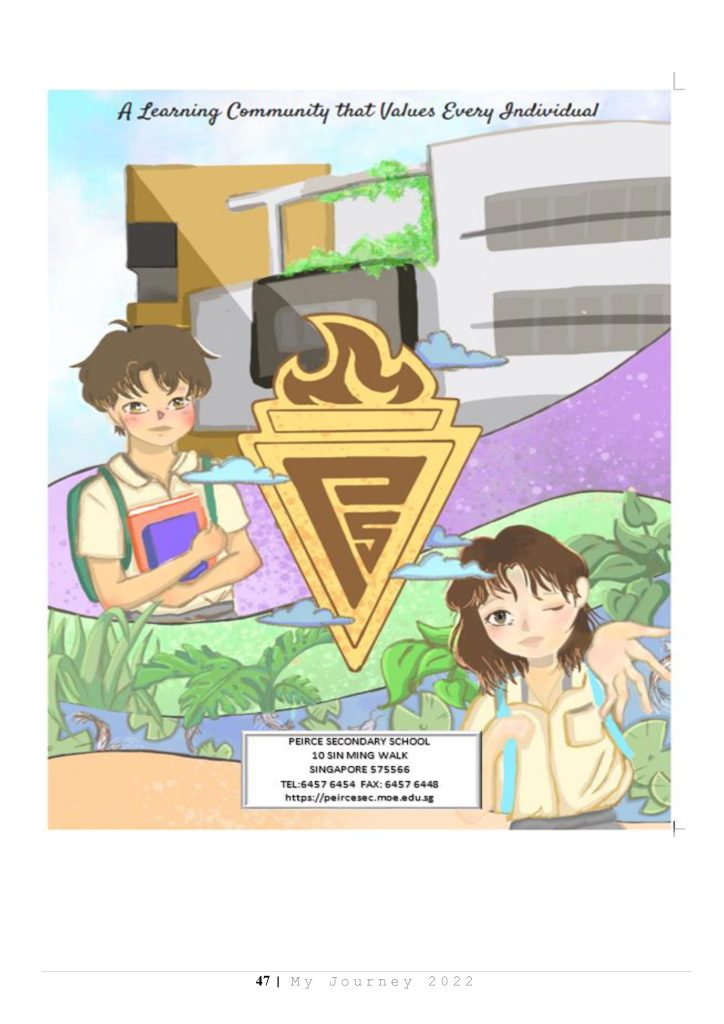 A Learning Community that Values Every Individual
PS
PEIRCE SECONDARY SCHOOL
10 SIN MING WALK
SINGAPORE 575566
TEL:6457 6454 FAX: 6457 6448
https://peircesec.moe.edu.sg
47 | My Journey 2022